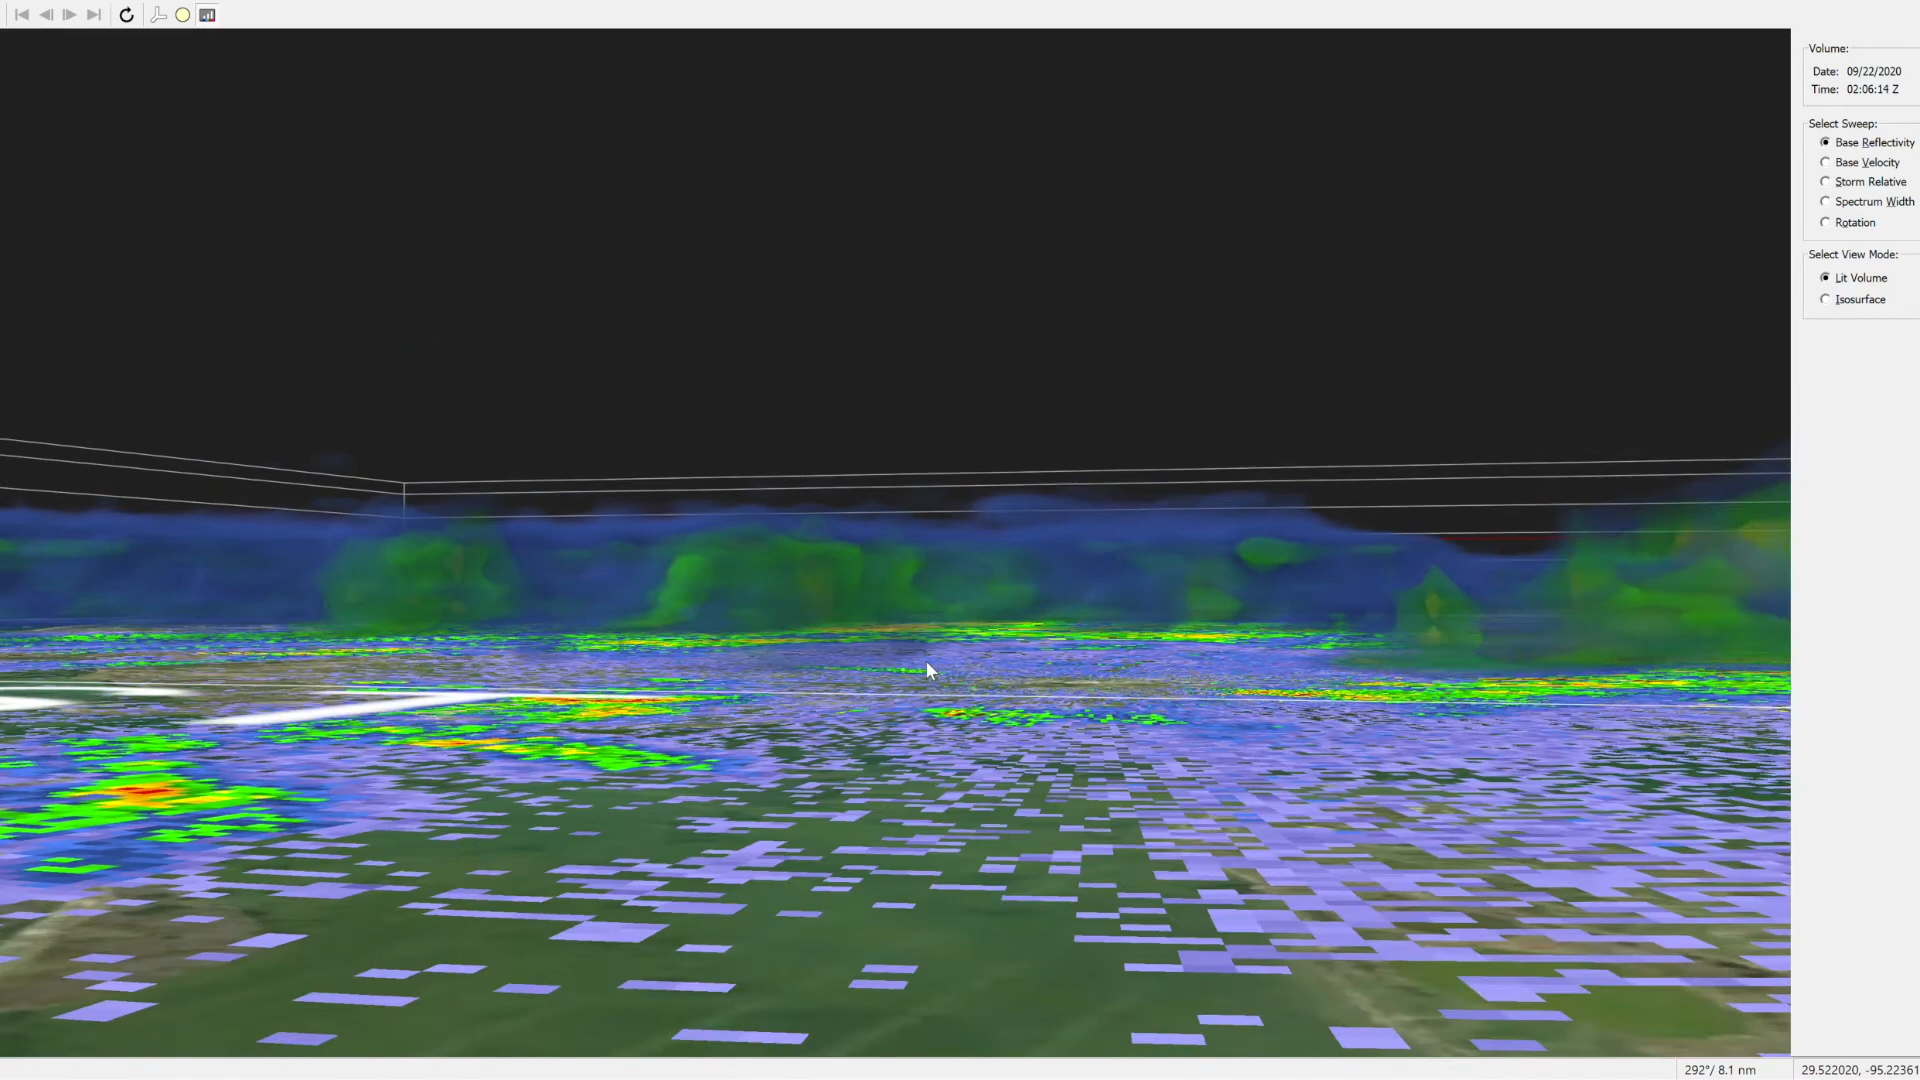 Volume:
Date: 09/22/2020
Time: 02:06:14 Z
Select Sweep:
Base Reflectivity
Base Velocity
Storm Relative
Spectrum Width
Rotation
Select View Mode:
Lit Volume
Isosurface
292°/ 8.1 nm
29.522020, -95.22361